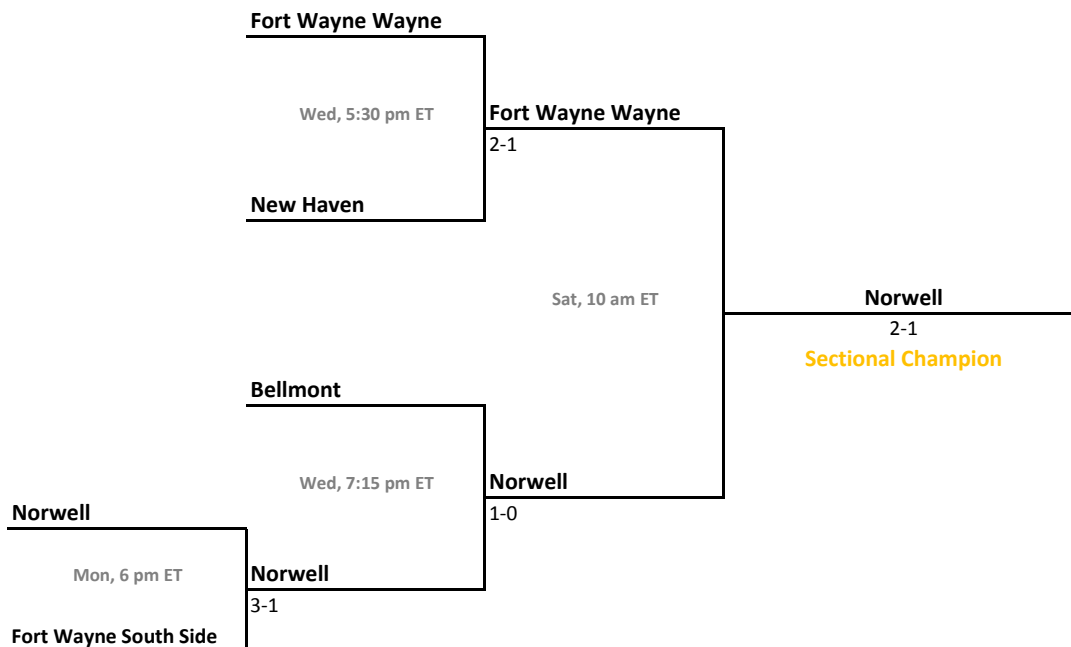 Fort Wayne Wayne
Wed, 5:30 pm ET
Fort Wayne Wayne
2-1
New Haven
Sat, 10 am ET
Norwell
2-1
Sectional Champion
Bellmont
Wed, 7:15 pm ET
Norwell
1-0
Norwell
Mon, 6 pm ET
Norwell
3-1
Fort Wayne South Side